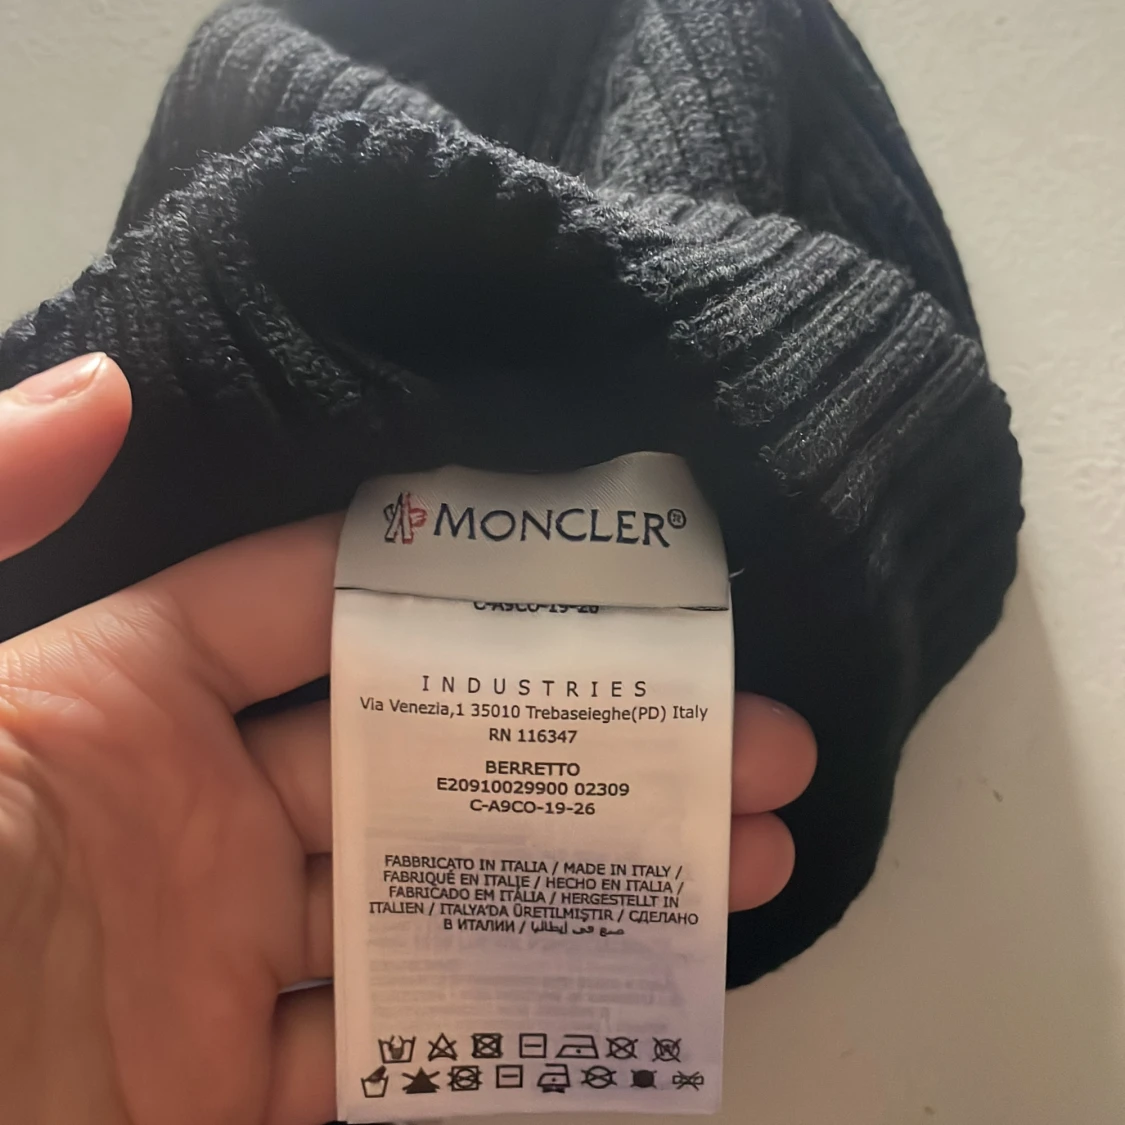 MONCLER®
C-A9CO-19-26
INDUSTRIES
Via Venezia,1 35010 Trebaseieghe(PD) Italy
RN 116347
BERRETTO
E20910029900 02309
C-A9CO-19-26
FABBRICATO IN ITALIA / MADE IN ITALY /
FABRIQUÉ EN ITALIE / HECHO EN ITALIA /
FABRICADO EM ITÁLIA / HERGESTELLT IN
ITALIEN / ITALYA'DA ÜRETILMIŞTIR / СДЕЛАНО
В ИТАЛИИ / صنع في ايطاليا